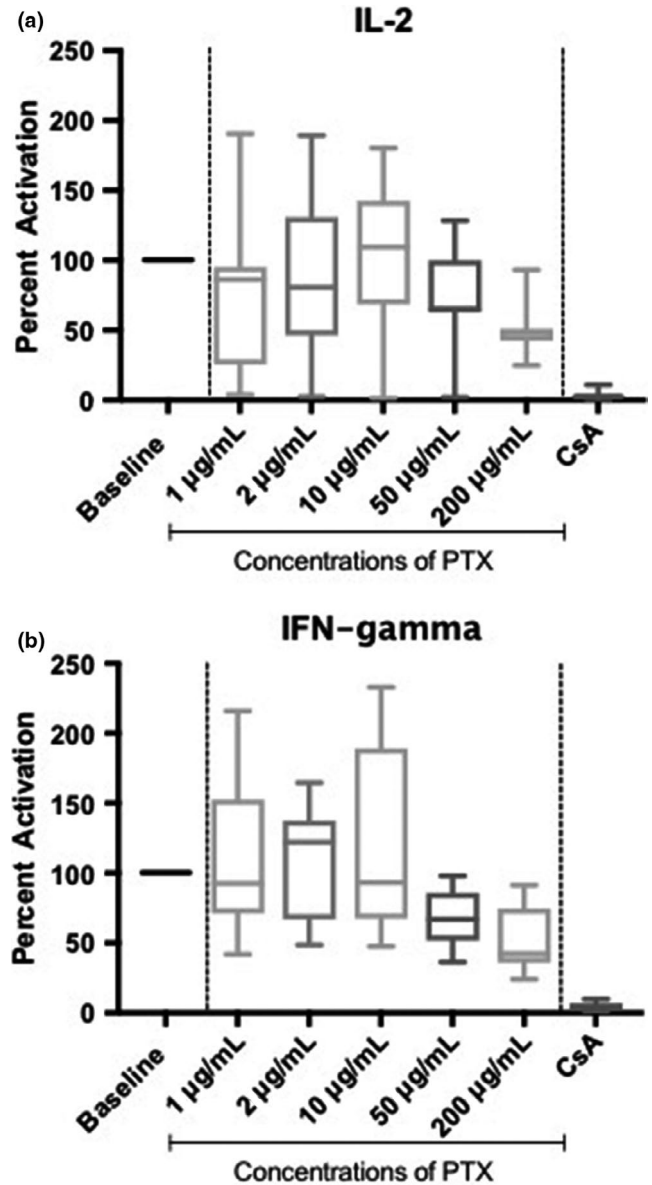 (a)
IL-2
250
200
150
100
50
0
Percent Activation
Baseline
1 µg/mL
2 µg/mL
10 µg/mL
50 µg/mL
200 µg/mL
CsA
Concentrations of PTX
(b)
IFN-gamma
250
200
150
100
50
0
Percent Activation
Baseline
1 µg/mL
2 µg/mL
10 µg/mL
50 µg/mL
200 µg/mL
CsA
Concentrations of PTX